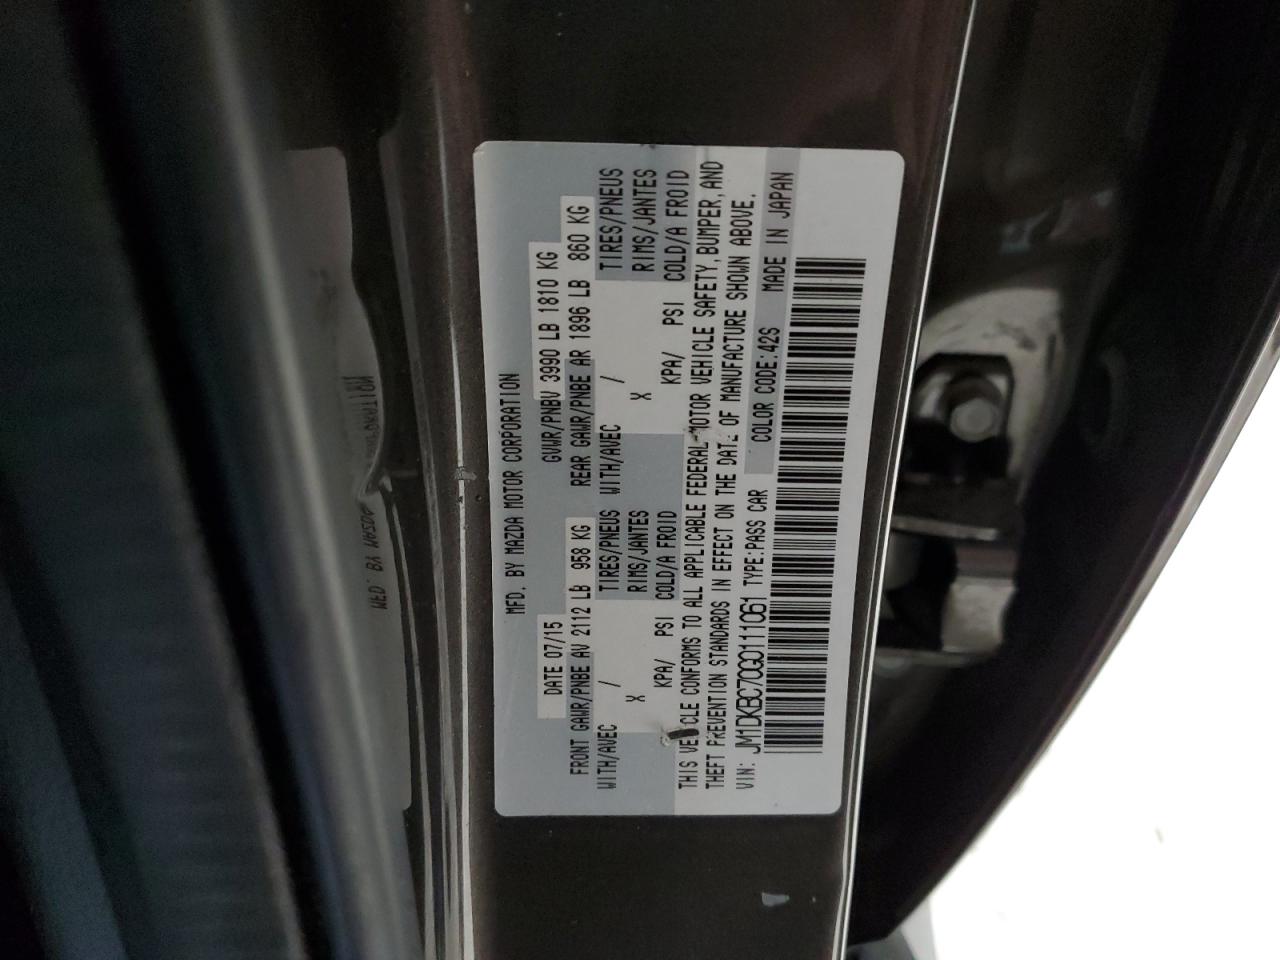 MFD. BY MAZDA MOTOR CORPORATION
DATE 07/15 GVWR/PNBV 3990 LB 1810 KG
FRONT GAWR/PNBE AV 2112 LB 958 KG REAR GAWR/PNBE AR 1896 LB 860 KG
WITH/AVEC / TIRES/PNEUS WITH/AVEC / TIRES/PNEUS
X RIMS/JANTES X RIMS/JANTES
KPA/ PSI COLD/A FROID KPA/ PSI COLD/A FROID
THIS VEHICLE CONFORMS TO ALL APPLICABLE FEDERAL MOTOR VEHICLE SAFETY, BUMPER, AND
THEFT PREVENTION STANDARDS IN EFFECT ON THE DATE OF MANUFACTURE SHOWN ABOVE.
VIN: JM1DKBC70G0111061 TYPE:PASS CAR COLOR CODE:42S MADE IN JAPAN